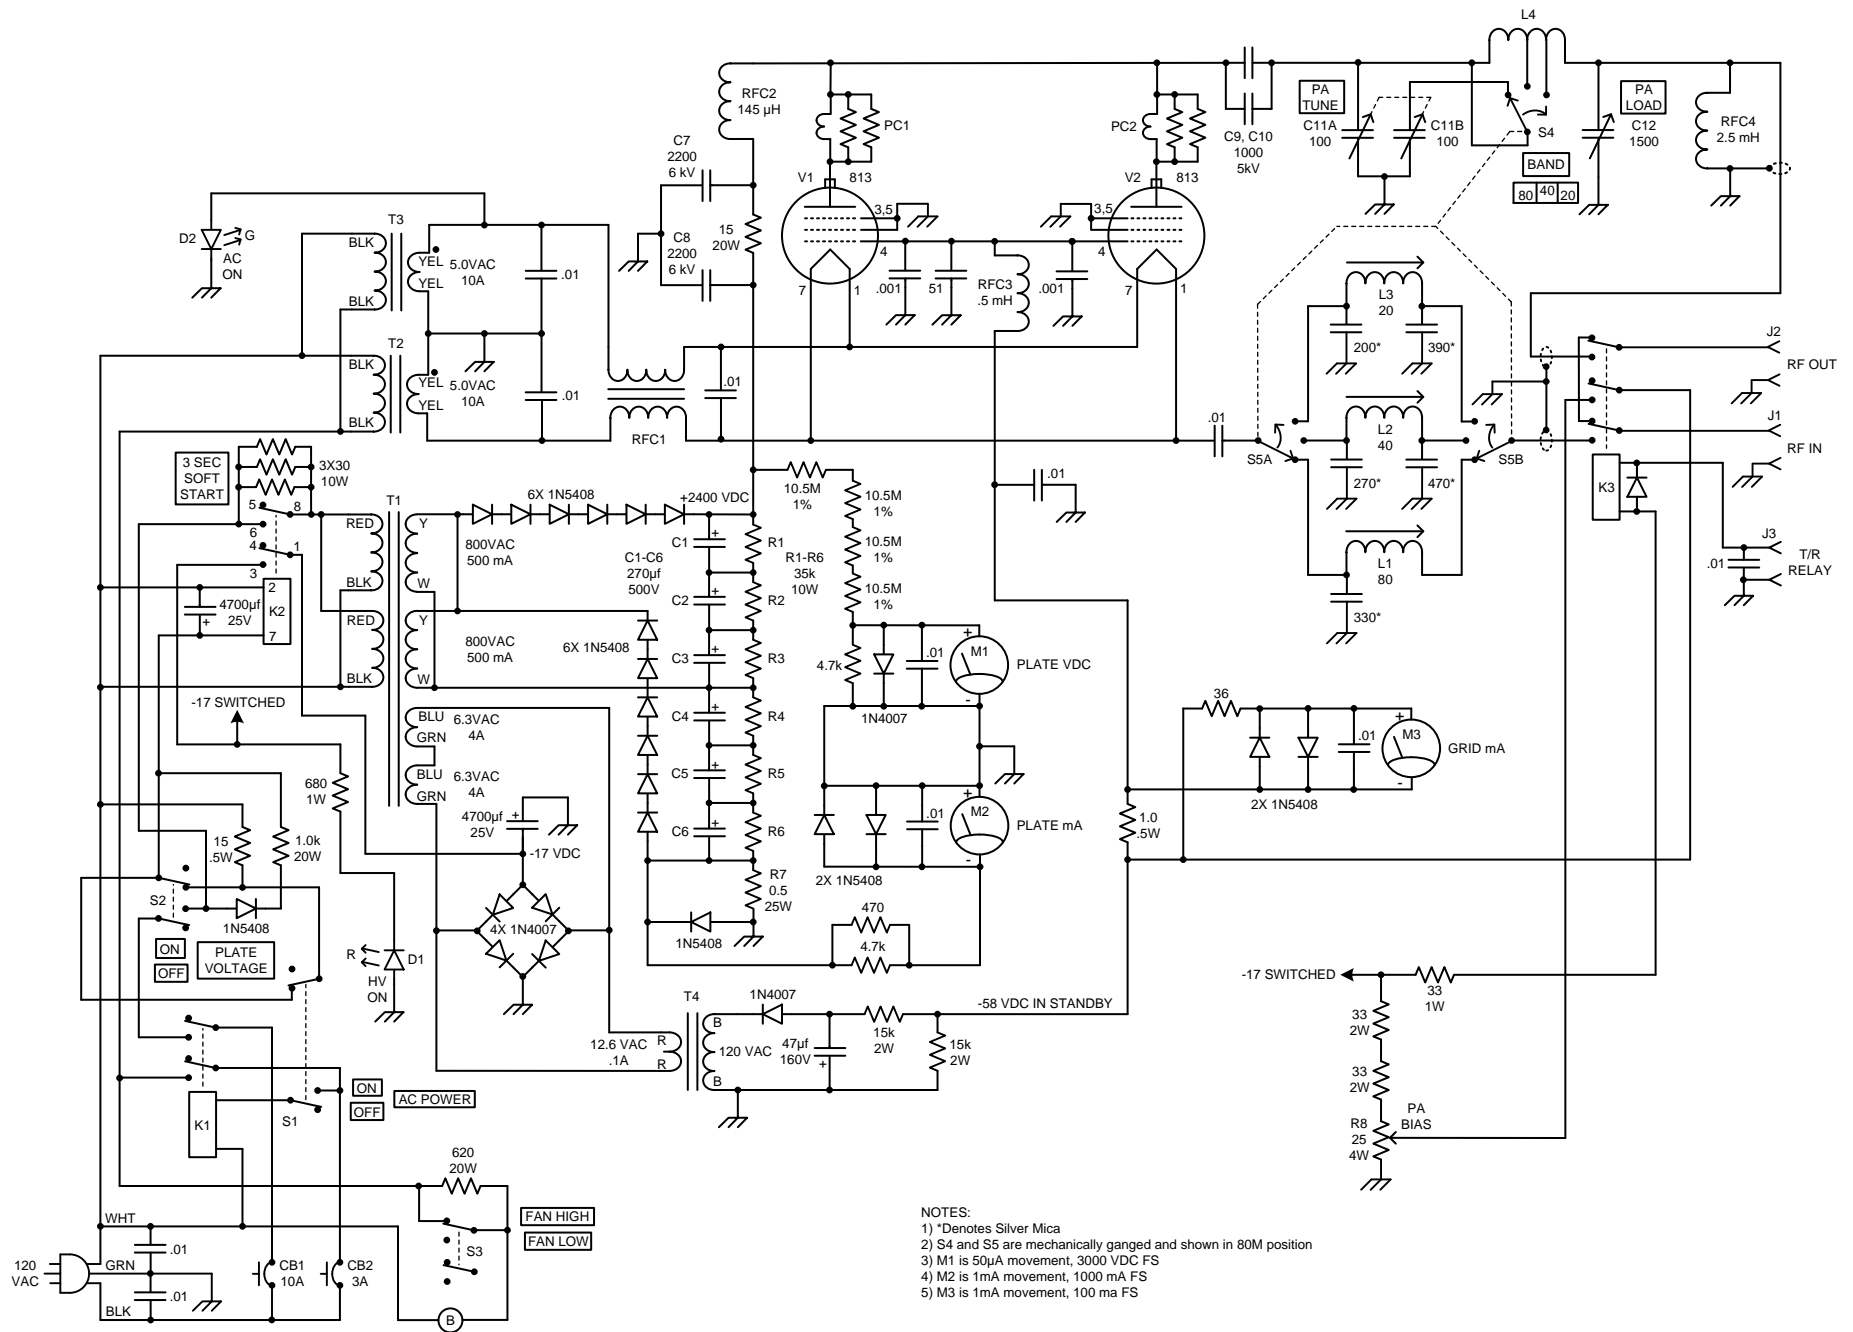 L4
RFC2
145 µH
PC1
PC2
C9, C10
1000
5kV
PA
TUNE
C11A
100
C11B
100
S4
BAND
80 40 20
PA
LOAD
C12
1500
RFC4
2.5 mH
C7
2200
6 kV
C8
2200
6 kV
15
20W
V1
813
3,5
4
7
1
V2
813
3,5
4
7
1
.001
51
RFC3
.5 mH
.001
D2
G
AC
ON
T3
BLK
BLK
YEL
YEL
5.0VAC
10A
.01
T2
BLK
BLK
YEL
YEL
5.0VAC
10A
.01
RFC1
.01
.01
S5A
L3
20
200*
390*
L2
40
270*
470*
L1
80
330*
S5B
J2
RF OUT
J1
RF IN
K3
J3
T/R
RELAY
.01
3 SEC
SOFT
START
3X30
10W
5
8
6
4
1
3
2
K2
7
4700µf
25V
T1
RED
BLK
RED
BLK
Y
W
800VAC
500 mA
Y
W
800VAC
500 mA
BLU
GRN
6.3VAC
4A
BLU
GRN
6.3VAC
4A
6X 1N5408
+2400 VDC
6X 1N5408
C1-C6
270µf
500V
C1
C2
C3
C4
C5
C6
R1
R2
R3
R4
R5
R6
R1-R6
35k
10W
R7
0.5
25W
10.5M
1%
10.5M
1%
10.5M
1%
10.5M
1%
.01
4.7k
1N4007
.01
+
M1
-
PLATE VDC
+
M2
-
.01
PLATE mA
2X 1N5408
470
4.7k
1N5408
36
.01
+
M3
-
GRID mA
2X 1N5408
1.0
.5W
-17 SWITCHED
680
1W
4700µf
25V
-17 VDC
4X 1N4007
15
.5W
1.0k
20W
S2
1N5408
ON
OFF
PLATE
VOLTAGE
R
D1
HV
ON
T4
12.6 VAC
.1A
R
R
B
B
120 VAC
1N4007
47µf
160V
15k
2W
15k
2W
-58 VDC IN STANDBY
-17 SWITCHED
33
1W
33
2W
33
2W
PA
BIAS
R8
25
4W
K1
S1
ON
OFF
AC POWER
620
20W
FAN HIGH
FAN LOW
S3
B
120
VAC
WHT
GRN
BLK
.01
.01
CB1
10A
CB2
3A
NOTES:
1) *Denotes Silver Mica
2) S4 and S5 are mechanically ganged and shown in 80M position
3) M1 is 50µA movement, 3000 VDC FS
4) M2 is 1mA movement, 1000 mA FS
5) M3 is 1mA movement, 100 ma FS